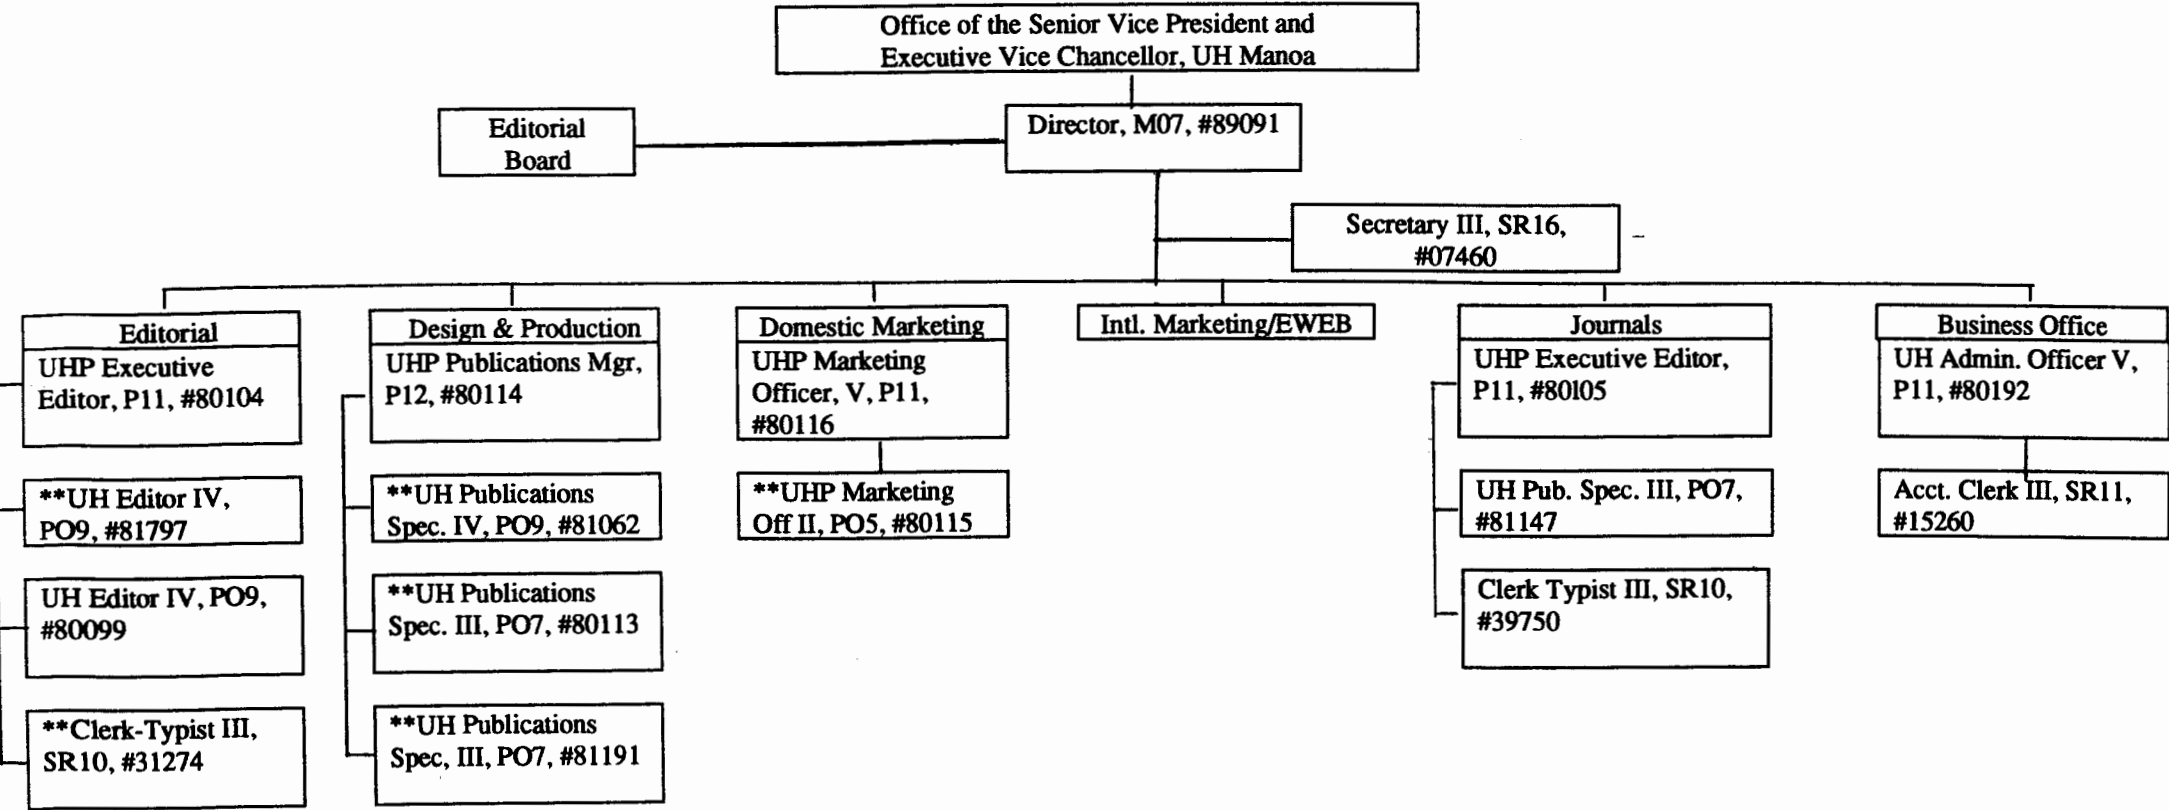 Office of the Senior Vice President and
Executive Vice Chancellor, UH Manoa
Editorial
Board
Director, M07, #89091
Secretary III, SR16,
#07460
Editorial
UHP Executive
Editor, P11, #80104
**UH Editor IV,
PO9, #81797
UH Editor IV, PO9,
#80099
**Clerk-Typist III,
SR10, #31274
Design & Production
UHP Publications Mgr,
P12, #80114
**UH Publications
Spec. IV, PO9, #81062
**UH Publications
Spec. III, PO7, #80113
**UH Publications
Spec, III, PO7, #81191
Domestic Marketing
UHP Marketing
Officer, V, P11,
#80116
**UHP Marketing
Off II, PO5, #80115
Intl. Marketing/EWEB
Journals
UHP Executive Editor,
P11, #80105
UH Pub. Spec. III, PO7,
#81147
Clerk Typist III, SR10,
#39750
Business Office
UH Admin. Officer V,
P11, #80192
Acct. Clerk III, SR11,
#15260